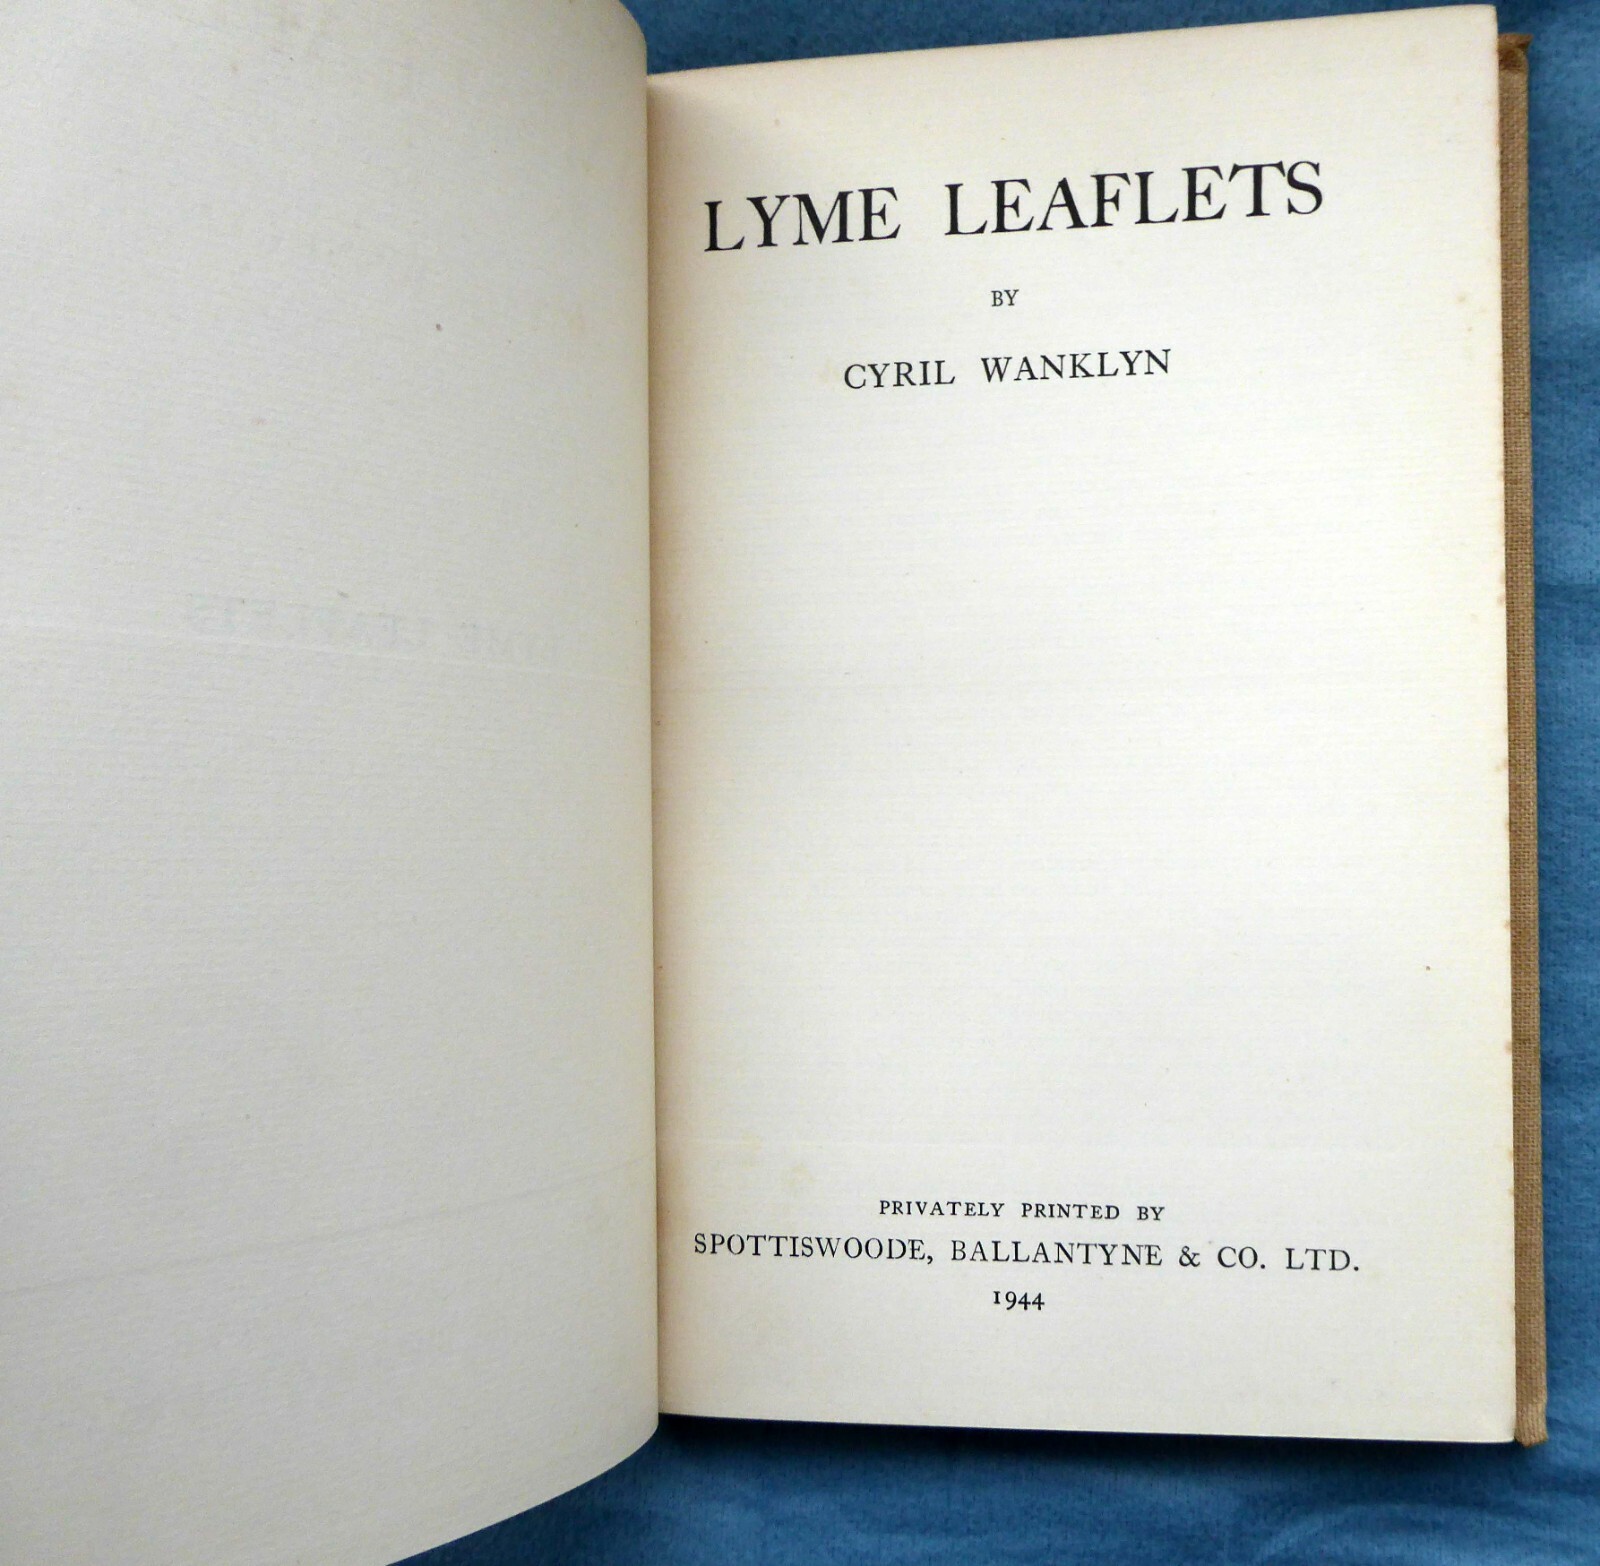 LYME LEAFLETS
BY
CYRIL WANKLYN
PRIVATELY PRINTED BY
SPOTTISWOODE, BALLANTYNE & CO. LTD.
1944